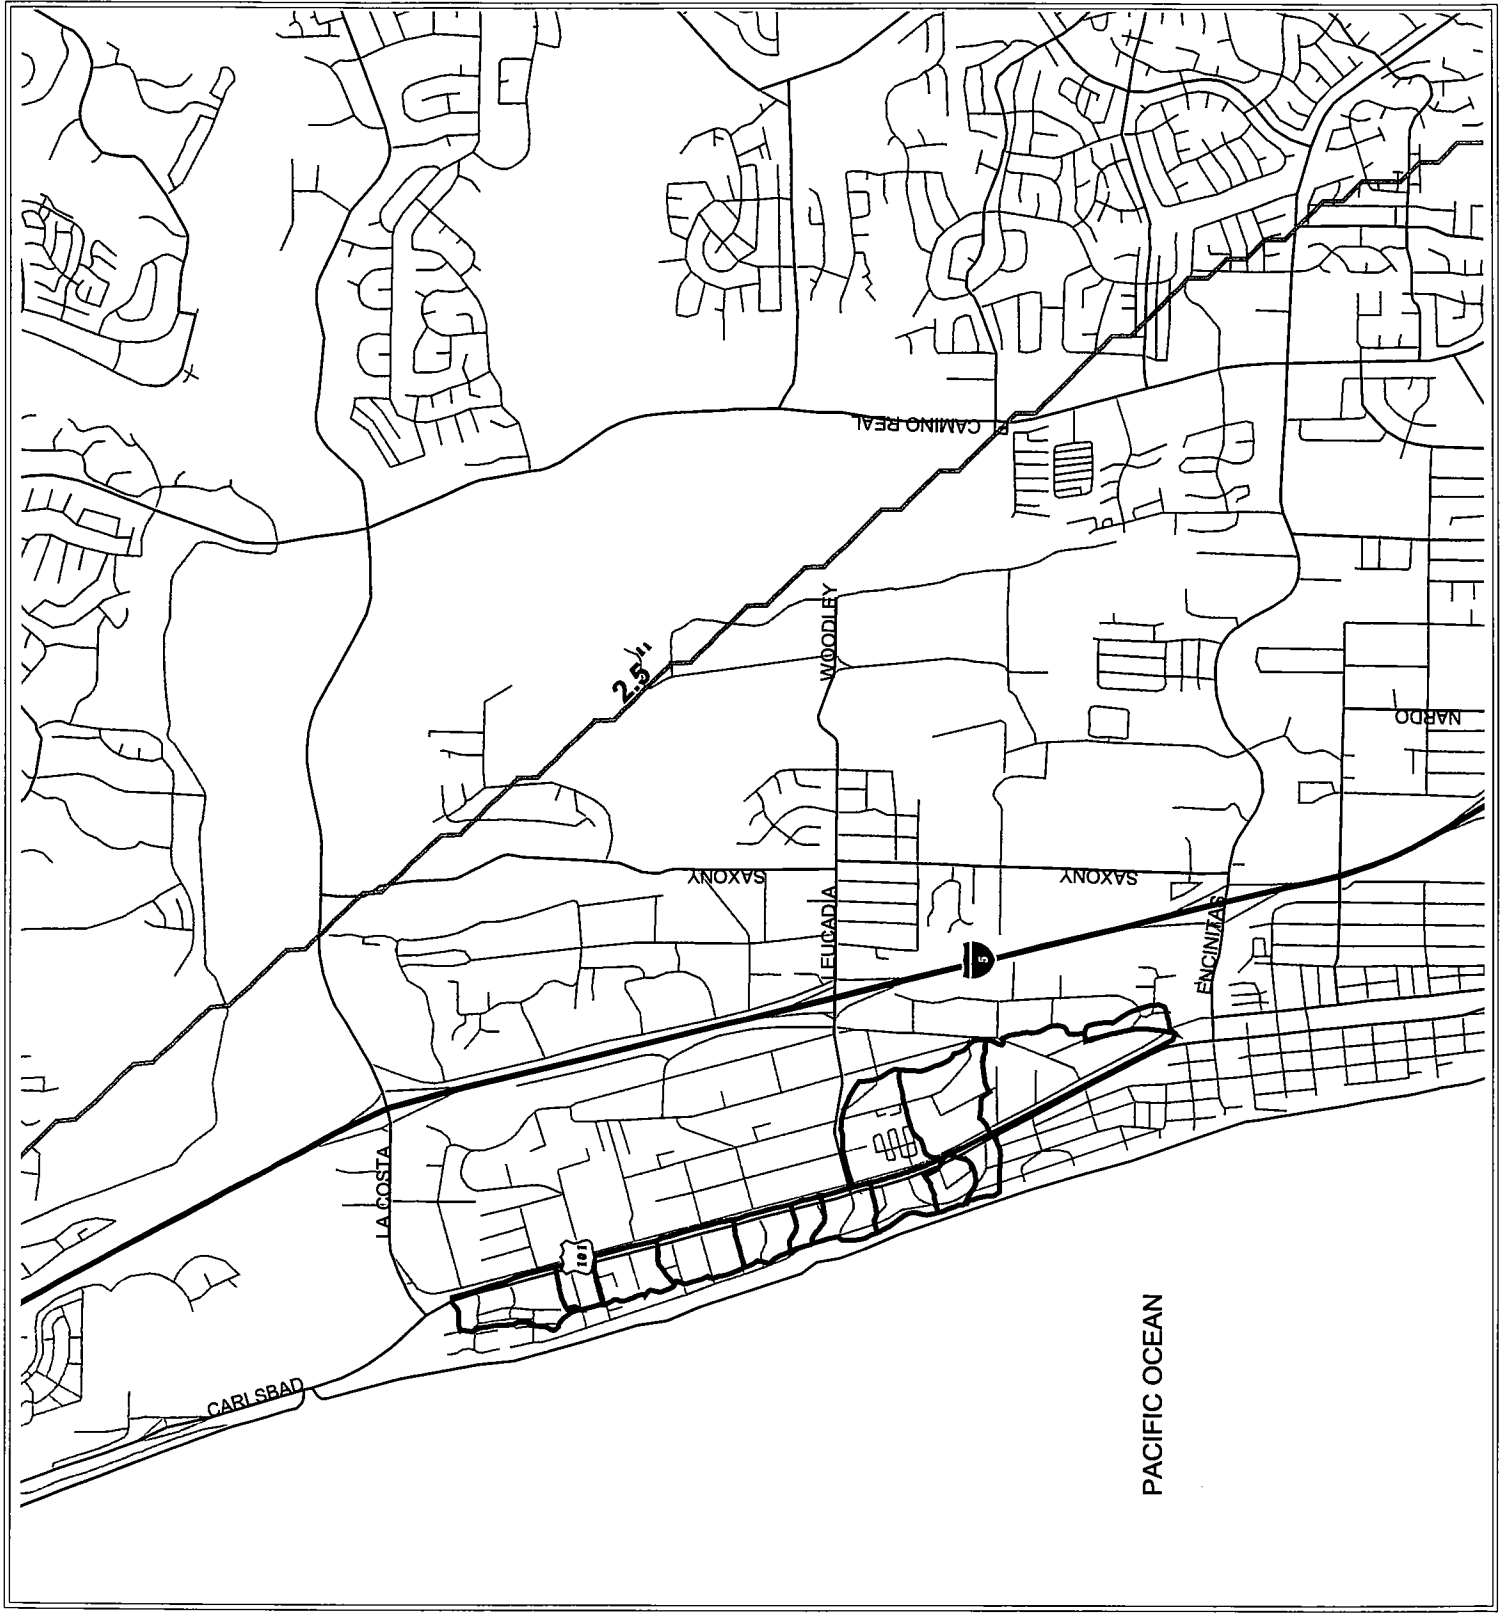 EL CAMINO REAL
WOODLEY
2.5"
NARDO
SAXONY
SAXONY
LEUCADIA
ENCINITAS
5
LA COSTA
101
CARLSBAD
PACIFIC OCEAN